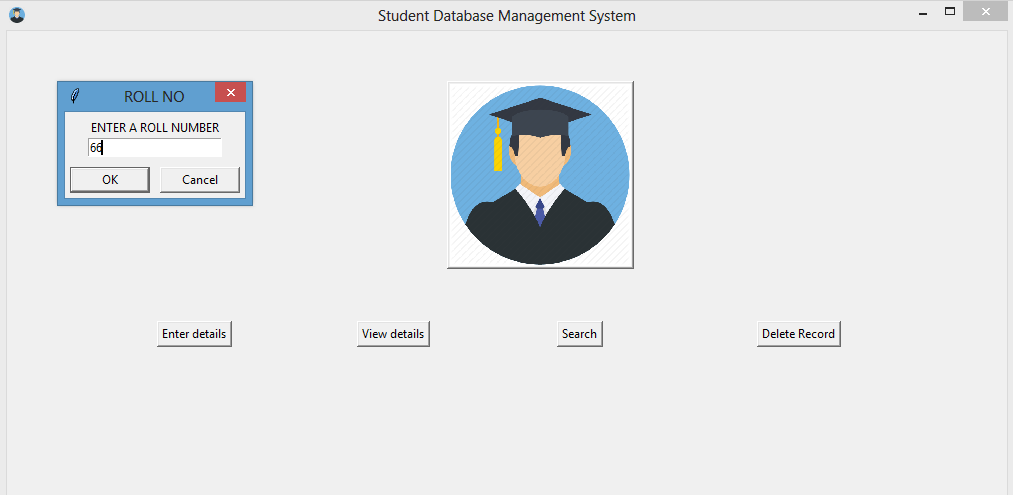 Student Database Management System
ROLL NO
ENTER A ROLL NUMBER
66
OK
Cancel
Enter details
View details
Search
Delete Record